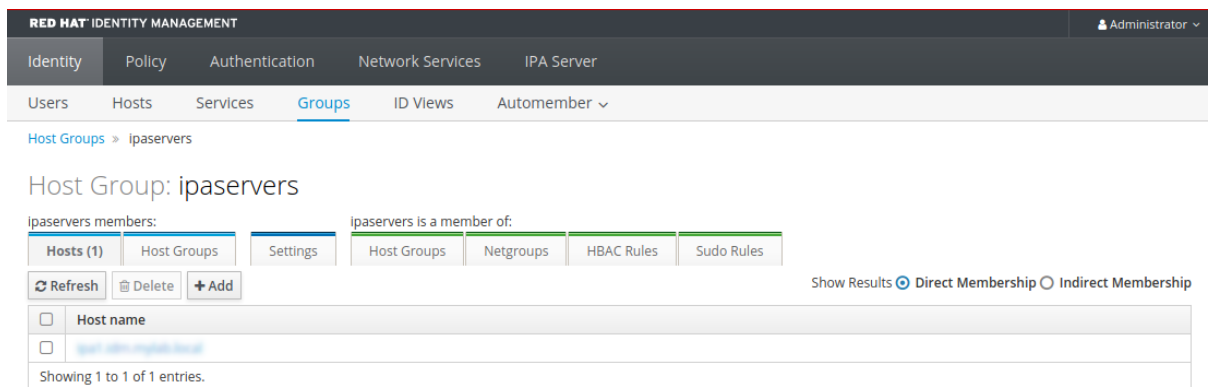 RED HAT IDENTITY MANAGEMENT Administrator
Identity Policy Authentication Network Services IPA Server
Users Hosts Services Groups ID Views Automember
Host Groups » ipaservers
Host Group: ipaservers
ipaservers members: ipaservers is a member of:
Hosts (1) Host Groups Settings Host Groups Netgroups HBAC Rules Sudo Rules
Refresh Delete Add Show Results Direct Membership Indirect Membership
Host name
Showing 1 to 1 of 1 entries.